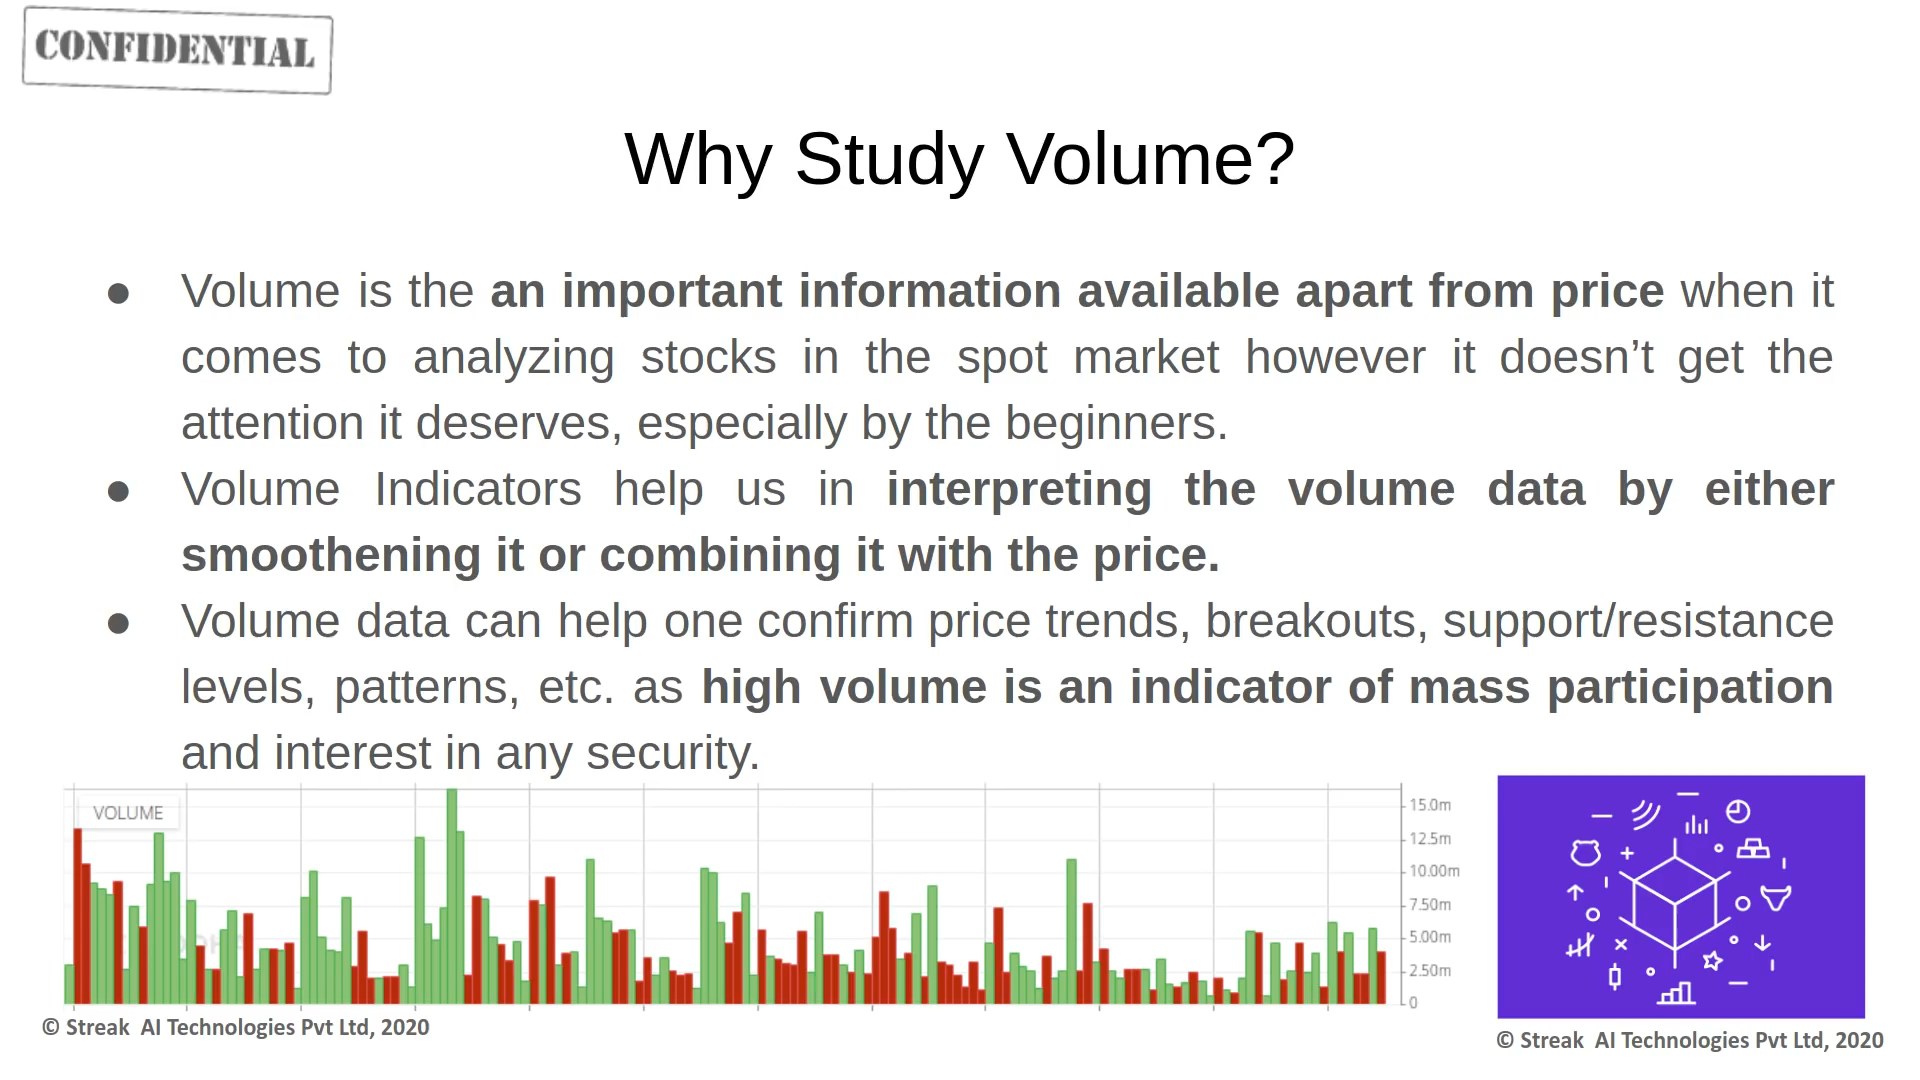 CONFIDENTIAL
Why Study Volume?
● Volume is the an important information available apart from price when it
comes to analyzing stocks in the spot market however it doesn’t get the
attention it deserves, especially by the beginners.
● Volume Indicators help us in interpreting the volume data by either
smoothening it or combining it with the price.
● Volume data can help one confirm price trends, breakouts, support/resistance
levels, patterns, etc. as high volume is an indicator of mass participation
and interest in any security.
VOLUME
15.0m
12.5m
10.00m
7.50m
5.00m
2.50m
0
© Streak AI Technologies Pvt Ltd, 2020
© Streak AI Technologies Pvt Ltd, 2020